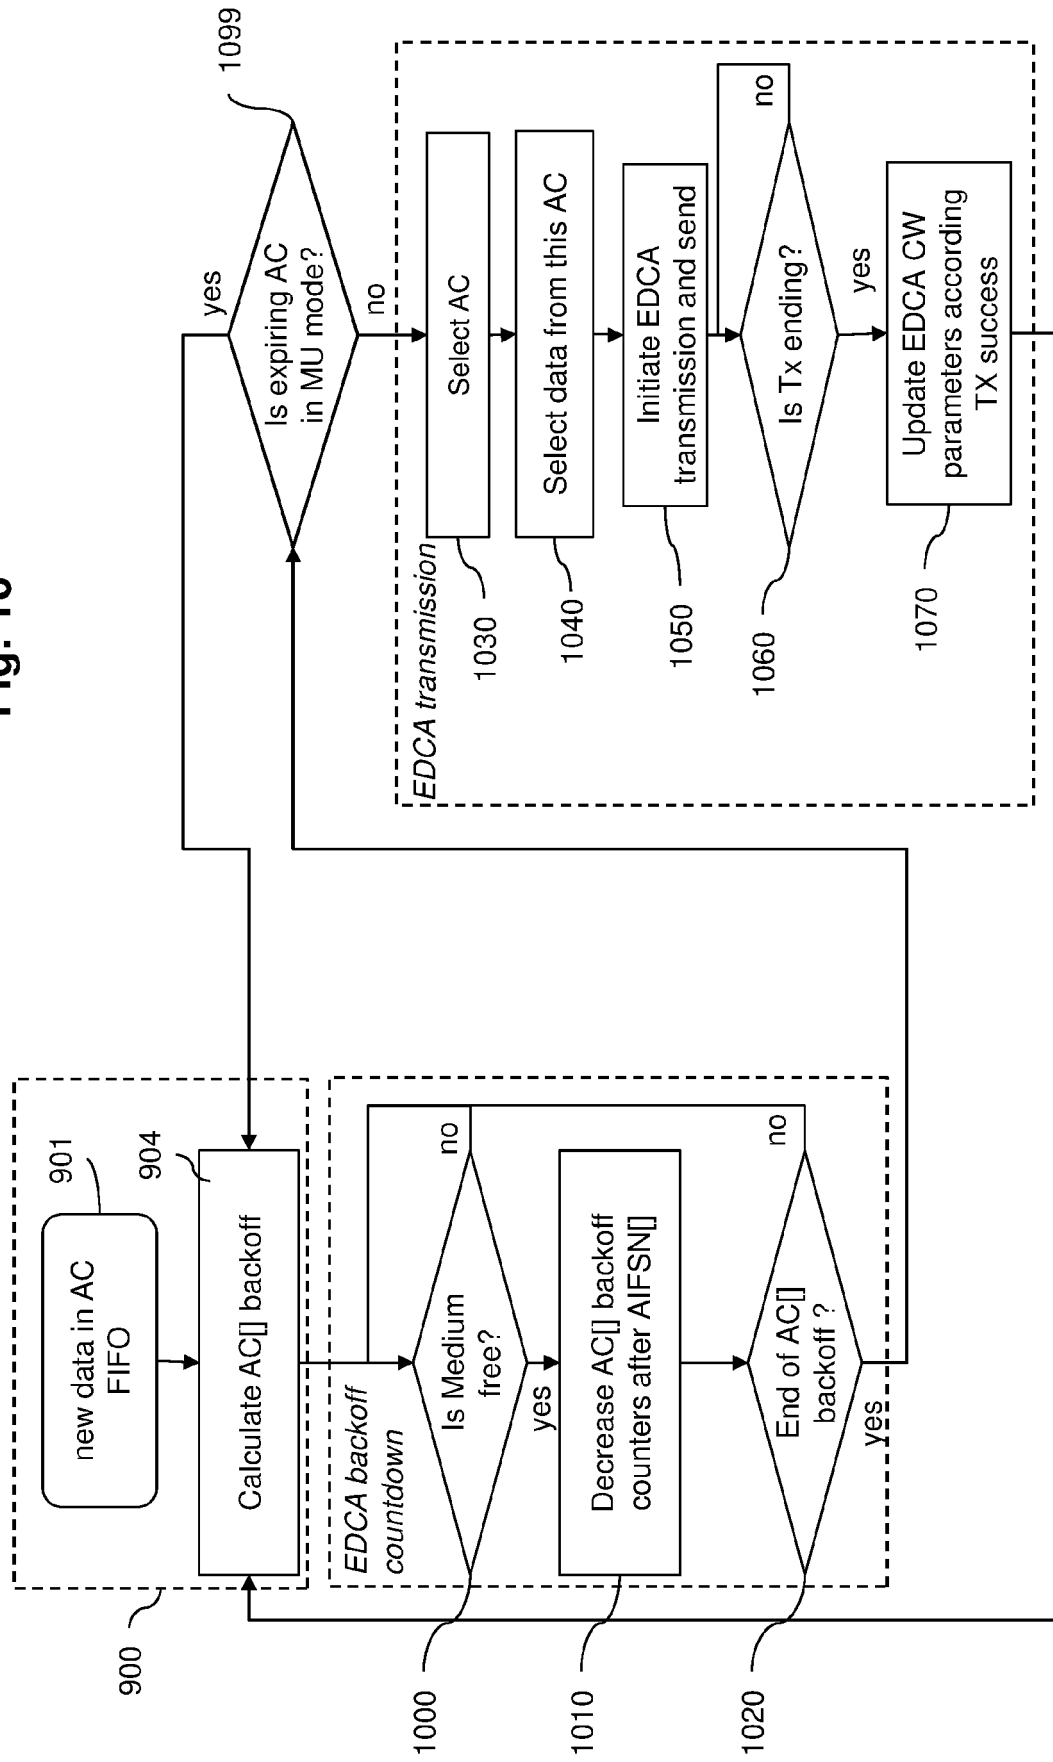 Fig. 10
900
901
new data in AC
FIFO
904
Calculate AC[] backoff
EDCA backoff
countdown
1000
Is Medium
free?
no
yes
1010
Decrease AC[] backoff
counters after AIFSN[]
1020
End of AC[]
backoff ?
no
yes
1099
Is expiring AC
in MU mode?
yes
no
EDCA transmission
1030
Select AC
1040
Select data from this AC
1050
Initiate EDCA
transmission and send
1060
Is Tx ending?
no
yes
1070
Update EDCA CW
parameters according
TX success